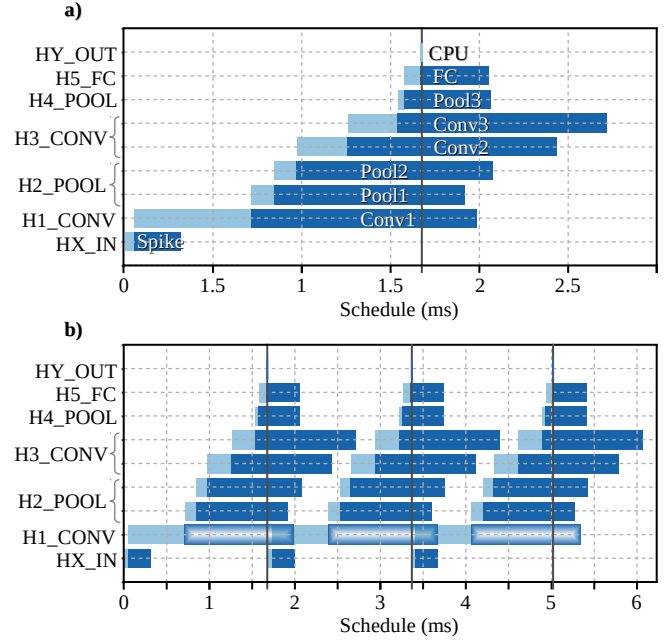 a)
HY_OUT CPU
H5_FC FC
H4_POOL Pool3
Conv3
H3_CONV
Conv2
Pool2
H2_POOL
Pool1
H1_CONV Conv1
HX_IN Spike
0 1.5 1 1.5 2 2.5
Schedule (ms)
b)
HY_OUT
H5_FC
H4_POOL
H3_CONV
H2_POOL
H1_CONV
HX_IN
0 1 2 3 4 5 6
Schedule (ms)